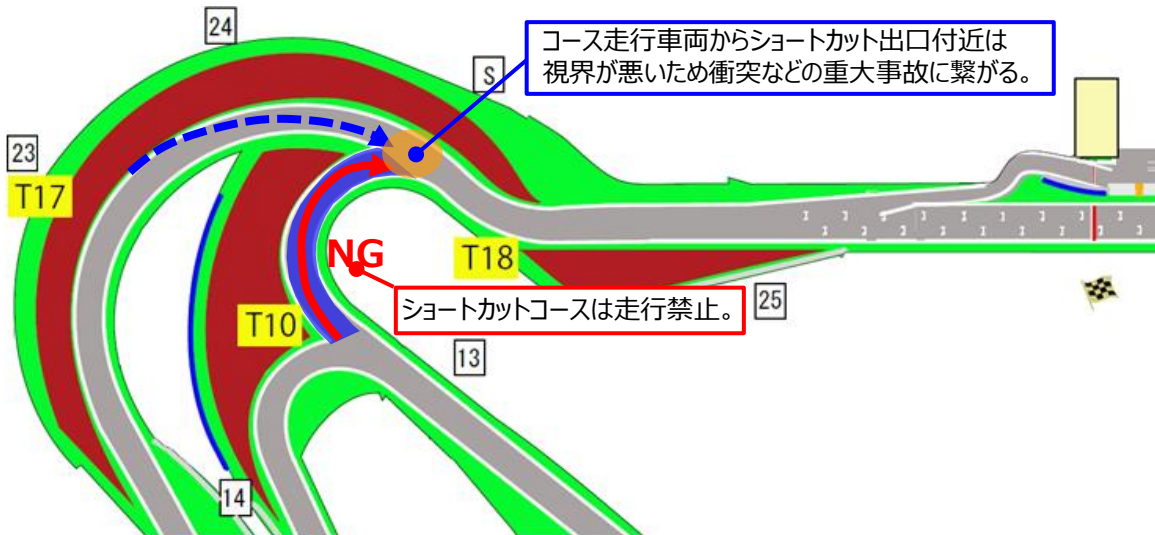 24
コース走行車両からショートカット出口付近は
視界が悪いため衝突などの重大事故に繋がる。
S
23
T17
NG
T18
ショートカットコースは走行禁止。
25
T10
13
14